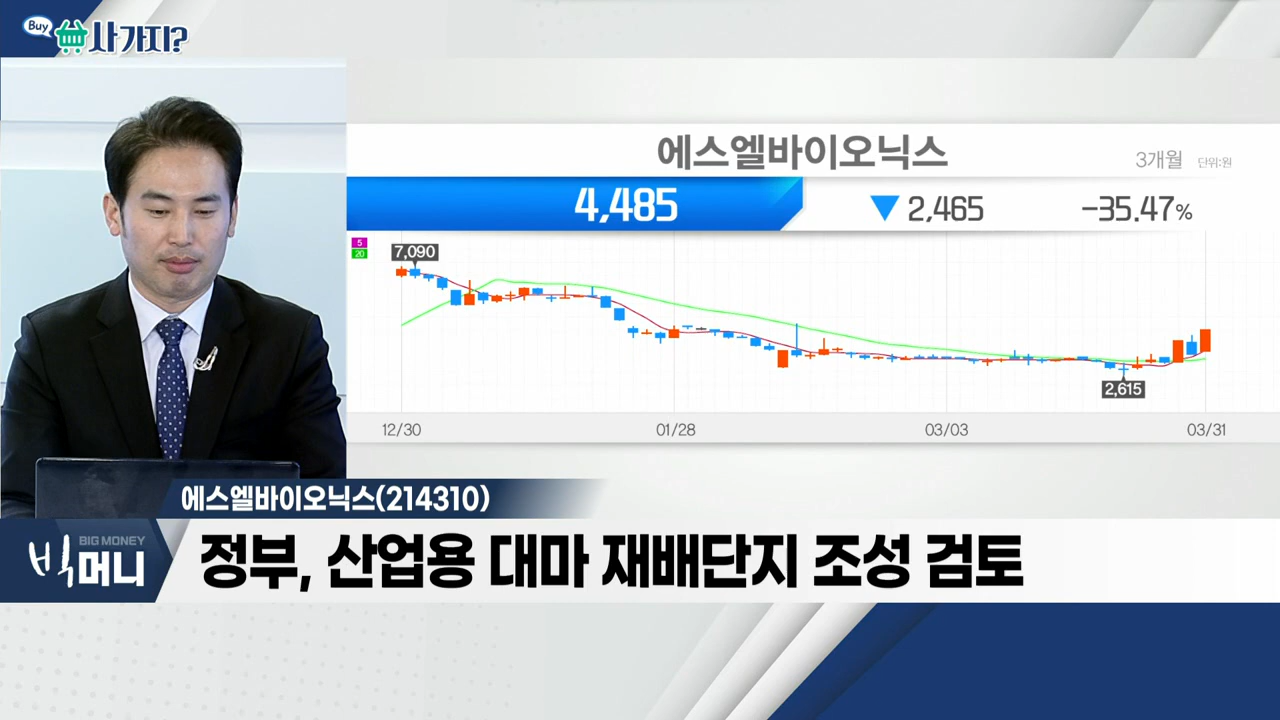 Buy
사가지?
에스엘바이오닉스
3개월 단위:원
4,485 ▼ 2,465 -35.47%
5
20
7,090
2,615
12/30 01/28 03/03 03/31
에스엘바이오닉스(214310)
BIG MONEY
빅머니
정부, 산업용 대마 재배단지 조성 검토